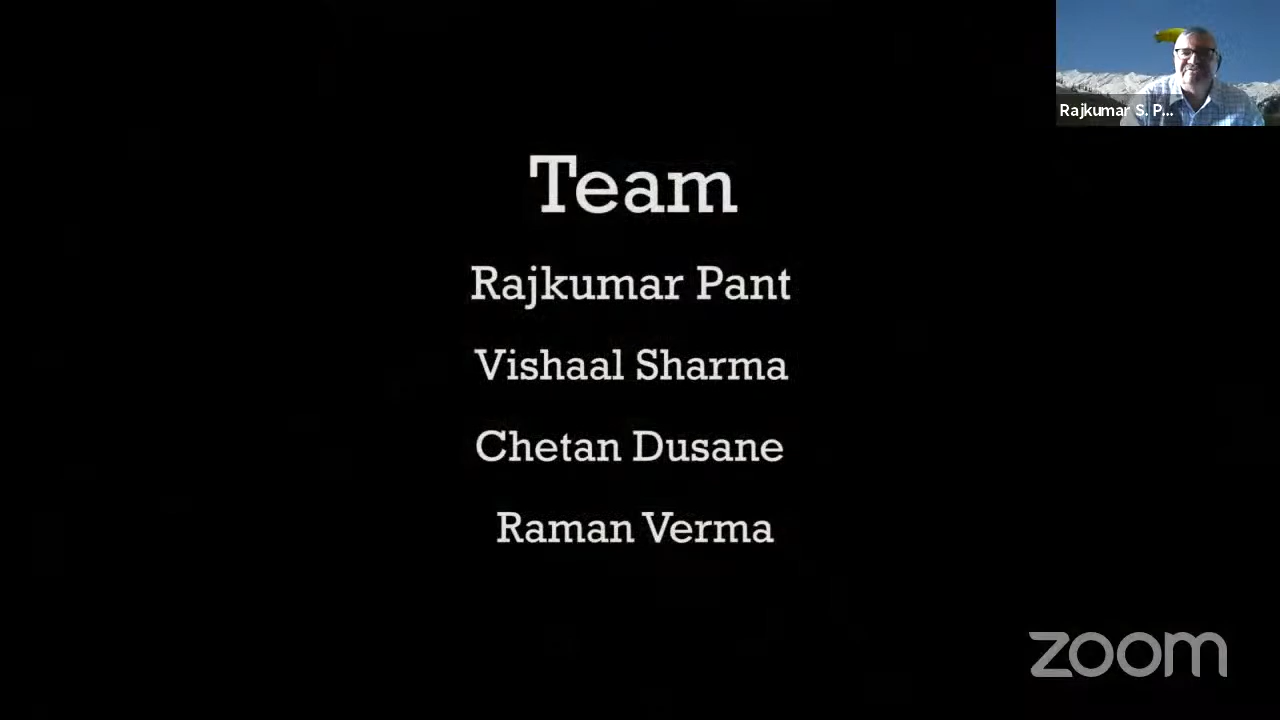 Rajkumar S. P...
Team
Rajkumar Pant
Vishaal Sharma
Chetan Dusane
Raman Verma
zoom